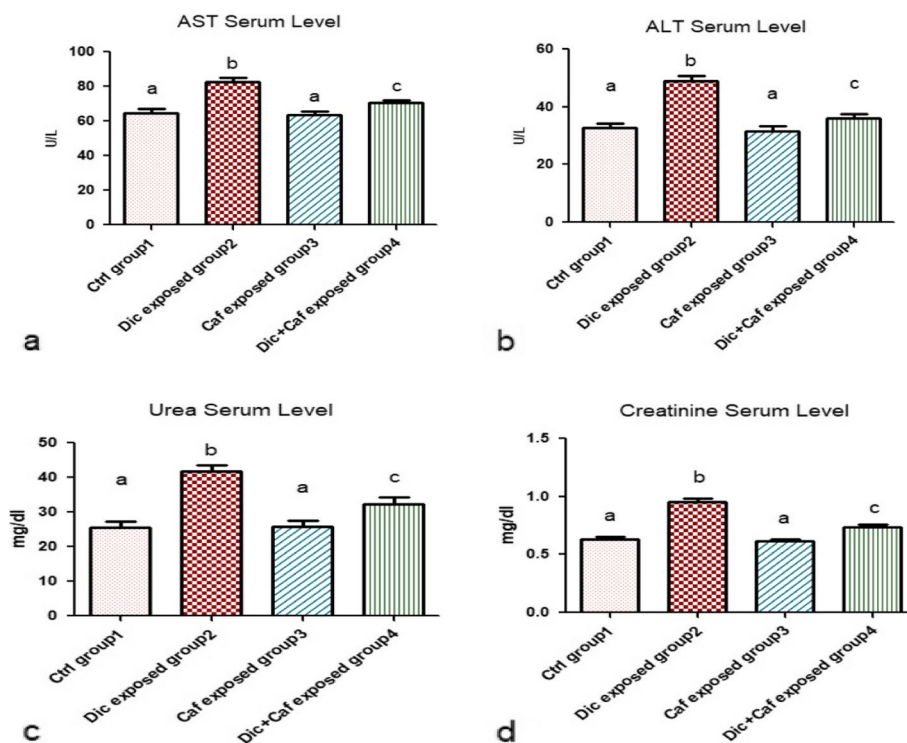 AST Serum Level
U/L
100
80
60
40
20
0
a
b
a
c
Ctrl group1
Dic exposed group2
Caf exposed group3
Dic+Caf exposed group4
a
ALT Serum Level
U/L
60
40
20
0
a
b
a
c
Ctrl group1
Dic exposed group2
Caf exposed group3
Dic+Caf exposed group4
b
Urea Serum Level
mg/dl
50
40
30
20
10
0
a
b
a
c
Ctrl group1
Dic exposed group2
Caf exposed group3
Dic+Caf exposed group4
c
Creatinine Serum Level
mg/dl
1.5
1.0
0.5
0.0
a
b
a
c
Ctrl group1
Dic exposed group2
Caf exposed group3
Dic+Caf exposed group4
d